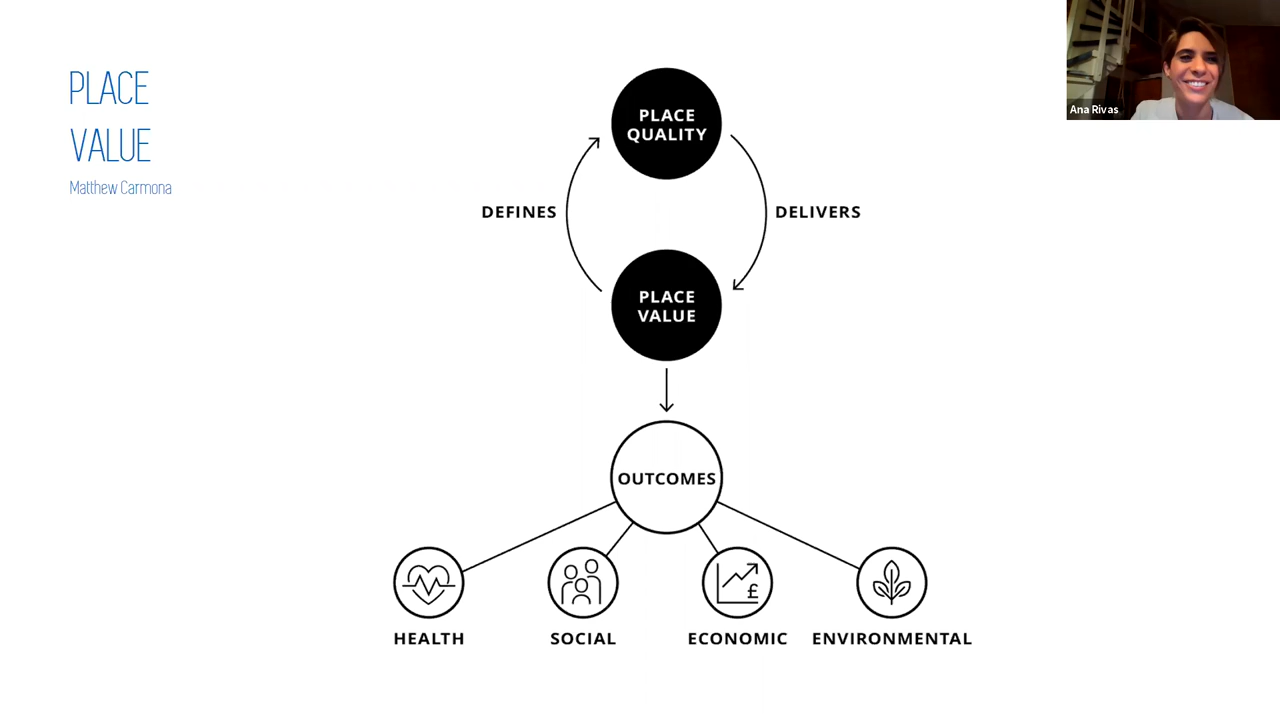 PLACE
VALUE
Matthew Carmona
Ana Rivas
PLACE
QUALITY
DEFINES
DELIVERS
PLACE
VALUE
OUTCOMES
£
HEALTH
SOCIAL
ECONOMIC
ENVIRONMENTAL